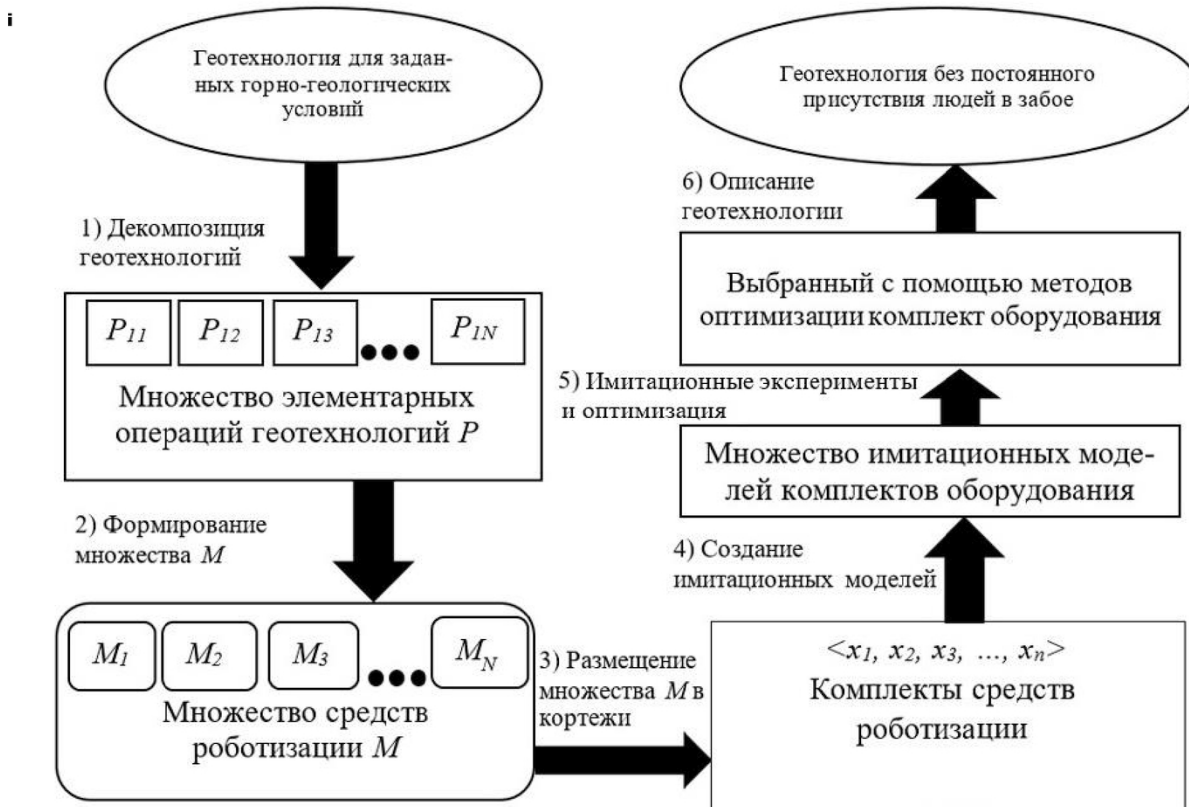 i
Геотехнология для задан-
ных горно-геологических
условий
1) Декомпозиция
геотехнологий
P11 P12 P13 ••• P1N
Множество элементарных
операций геотехнологий P
2) Формирование
множества M
M1 M2 M3 ••• MN
Множество средств
роботизации M
3) Размещение
множества M в
кортежи
<x1, x2, x3, ..., xn>
Комплекты средств
роботизации
4) Создание
имитационных моделей
Множество имитационных моде-
лей комплектов оборудования
5) Имитационные эксперименты
и оптимизация
Выбранный с помощью методов
оптимизации комплект оборудования
6) Описание
геотехнологии
Геотехнология без постоянного
присутствия людей в забое